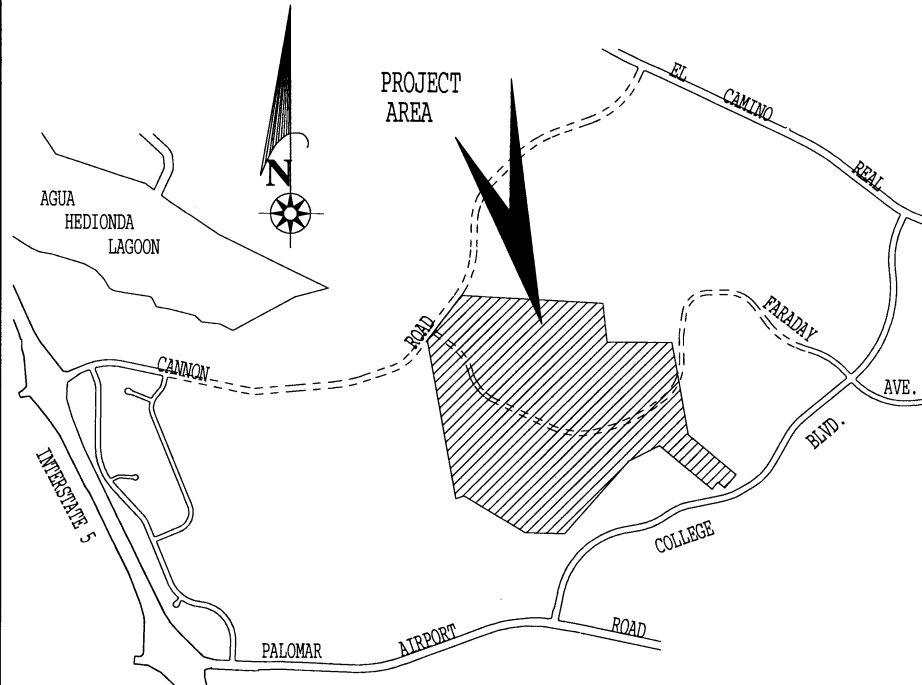 PROJECT
AREA
N
EL CAMINO REAL
AGUA
HEDIONDA
LAGOON
CANNON ROAD
FARADAY AVE.
INTERSTATE 5
COLLEGE BLVD.
PALOMAR AIRPORT ROAD